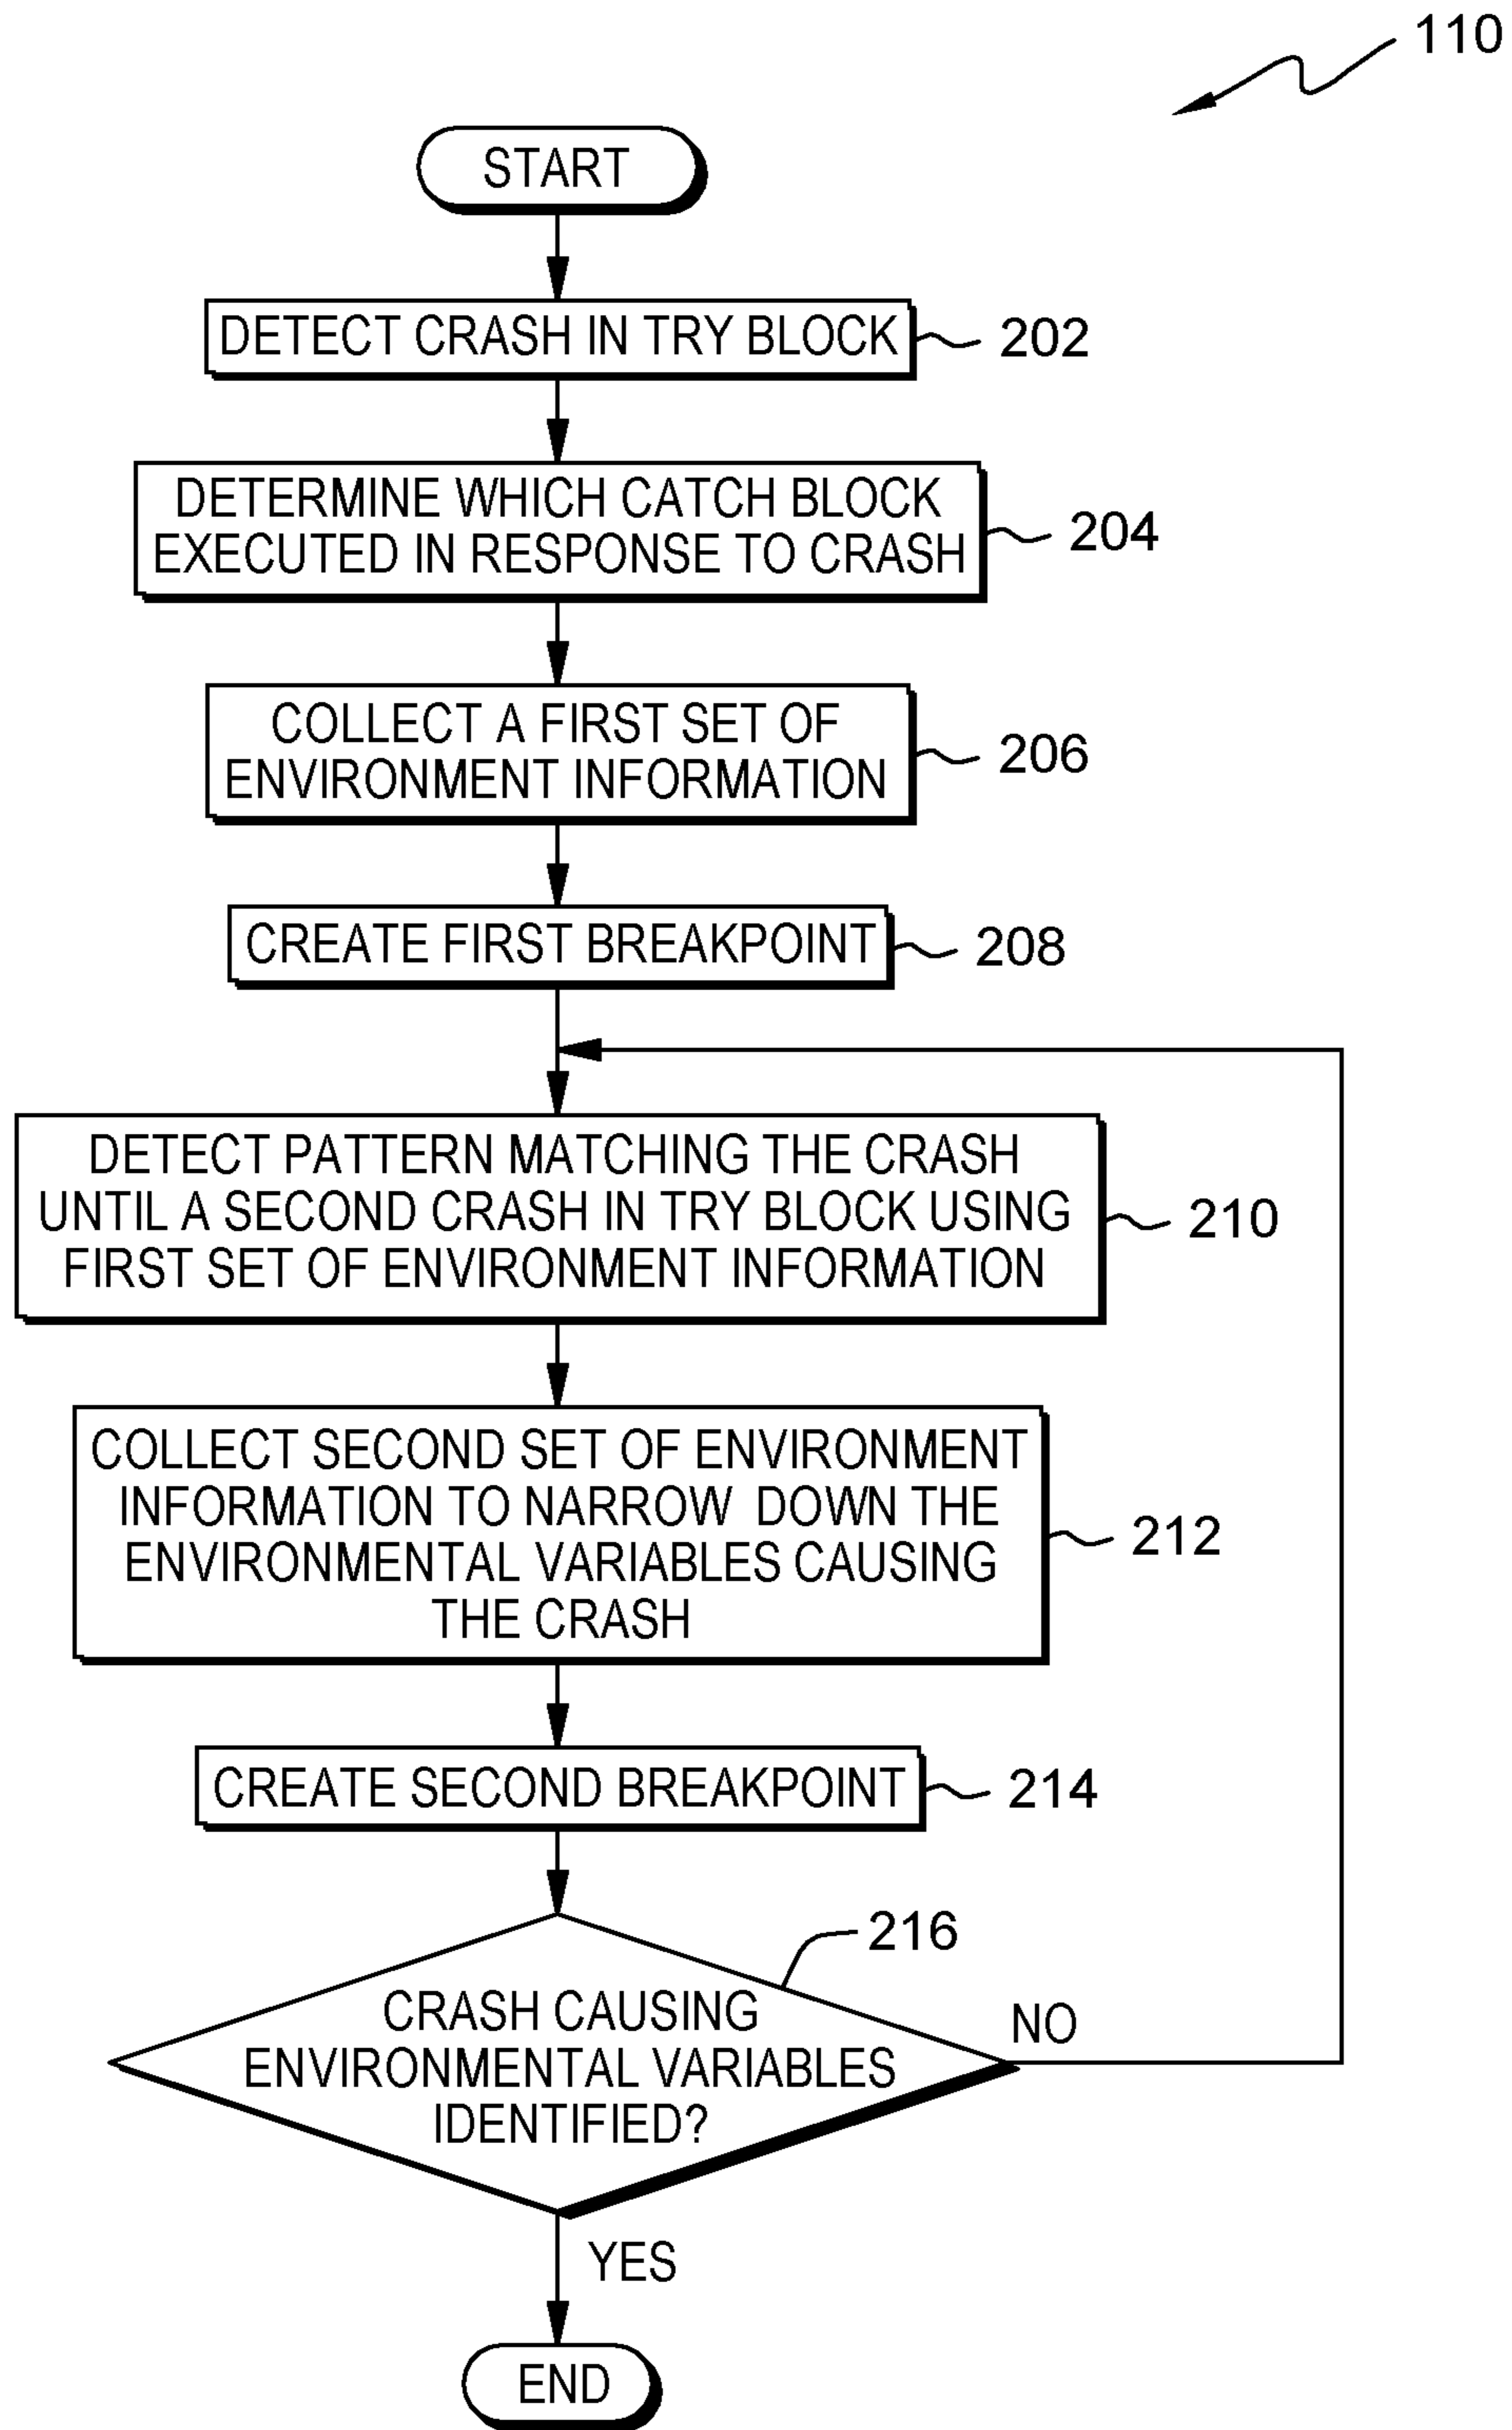 110
START
DETECT CRASH IN TRY BLOCK
202
DETERMINE WHICH CATCH BLOCK
EXECUTED IN RESPONSE TO CRASH
204
COLLECT A FIRST SET OF
ENVIRONMENT INFORMATION
206
CREATE FIRST BREAKPOINT
208
DETECT PATTERN MATCHING THE CRASH
UNTIL A SECOND CRASH IN TRY BLOCK USING
FIRST SET OF ENVIRONMENT INFORMATION
210
COLLECT SECOND SET OF ENVIRONMENT
INFORMATION TO NARROW DOWN THE
ENVIRONMENTAL VARIABLES CAUSING
THE CRASH
212
CREATE SECOND BREAKPOINT
214
216
CRASH CAUSING
ENVIRONMENTAL VARIABLES
IDENTIFIED?
NO
YES
END